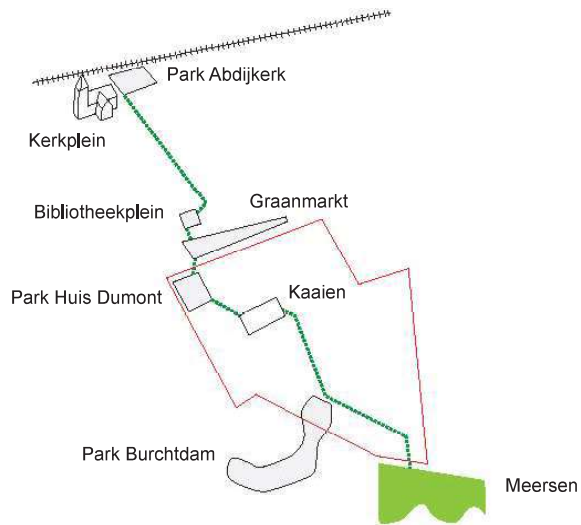 Park Abdijkerk
Kerkplein
Graanmarkt
Bibliotheekplein
Kaaien
Park Huis Dumont
Park Burchtdam
Meersen